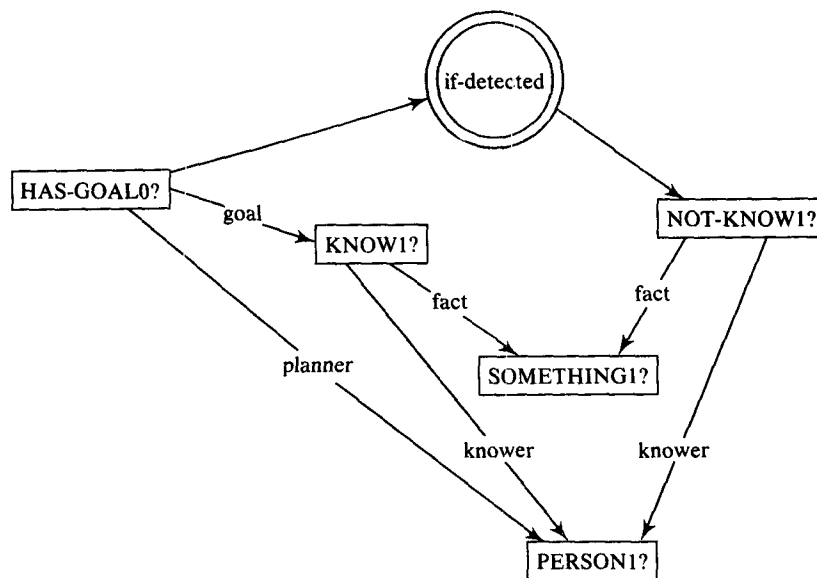 if-detected
HAS-GOAL0?
NOT-KNOW1?
goal
KNOW1?
fact
fact
planner
SOMETHING1?
knower
knower
PERSON1?